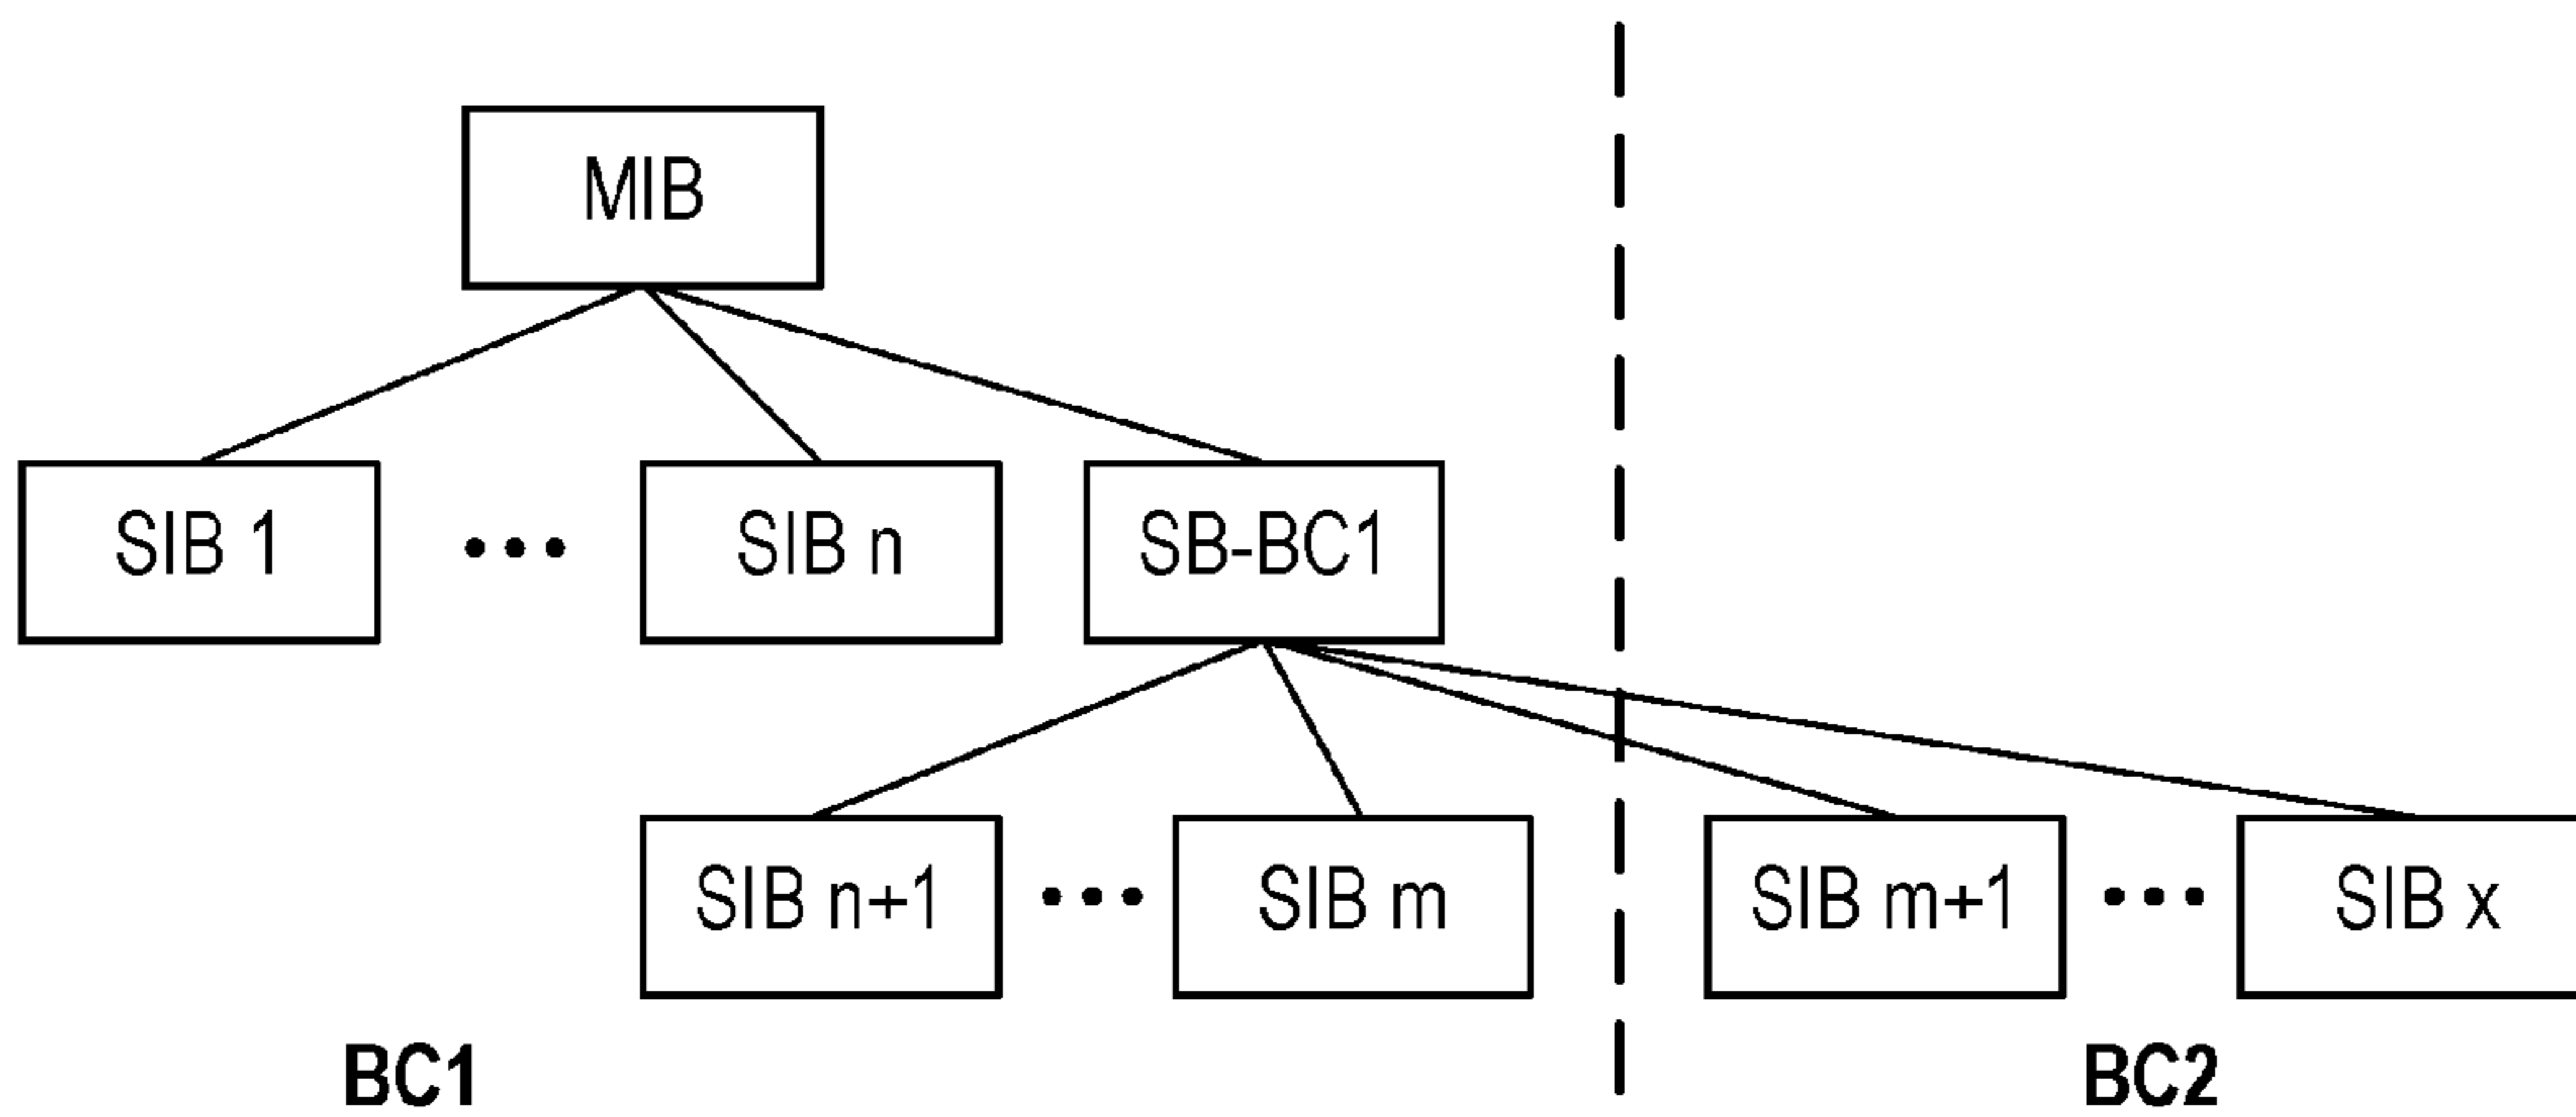 MIB
SIB 1 ••• SIB n SB-BC1
SIB n+1 ••• SIB m SIB m+1 ••• SIB x
BC1 BC2